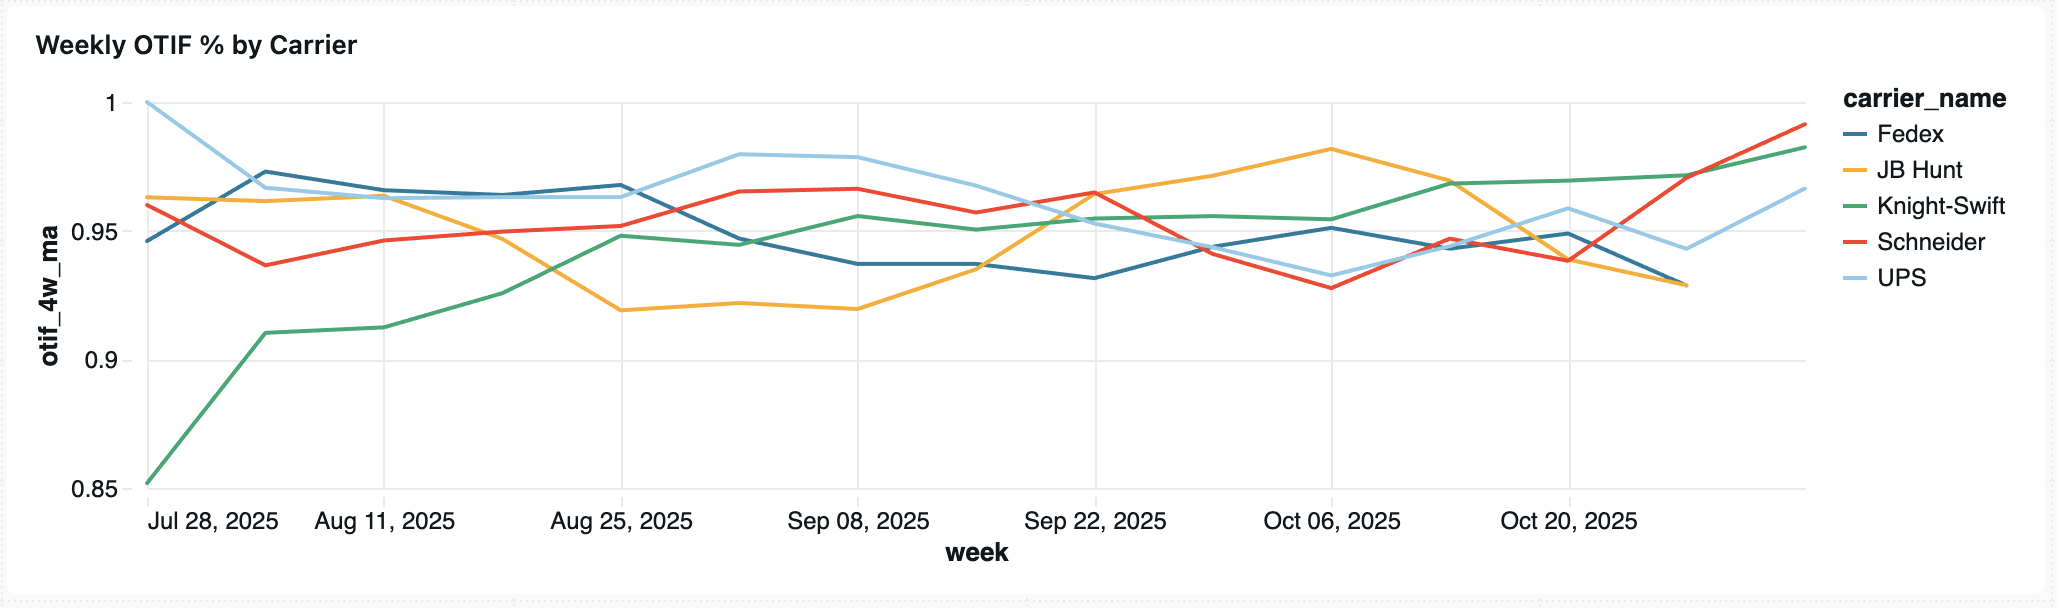 Weekly OTIF % by Carrier
carrier_name
Fedex
JB Hunt
Knight-Swift
Schneider
UPS
otif_4w_ma
1
0.95
0.9
0.85
Jul 28, 2025
Aug 11, 2025
Aug 25, 2025
Sep 08, 2025
Sep 22, 2025
Oct 06, 2025
Oct 20, 2025
week